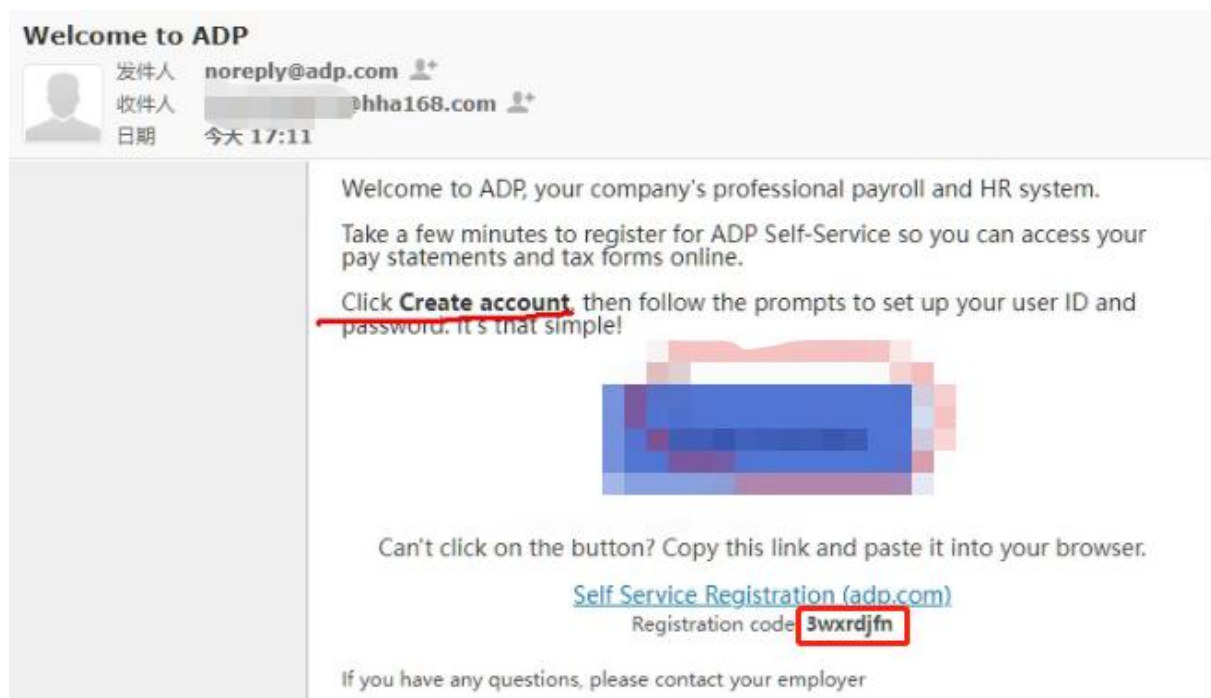 Welcome to ADP
发件人 noreply@adp.com
收件人 @hha168.com
日期 今天 17:11
Welcome to ADP, your company's professional payroll and HR system.
Take a few minutes to register for ADP Self-Service so you can access your
pay statements and tax forms online.
Click Create account, then follow the prompts to set up your user ID and
password. It's that simple!
Can't click on the button? Copy this link and paste it into your browser.
Self Service Registration (adp.com)
Registration code 3wxrdjfn
If you have any questions, please contact your employer